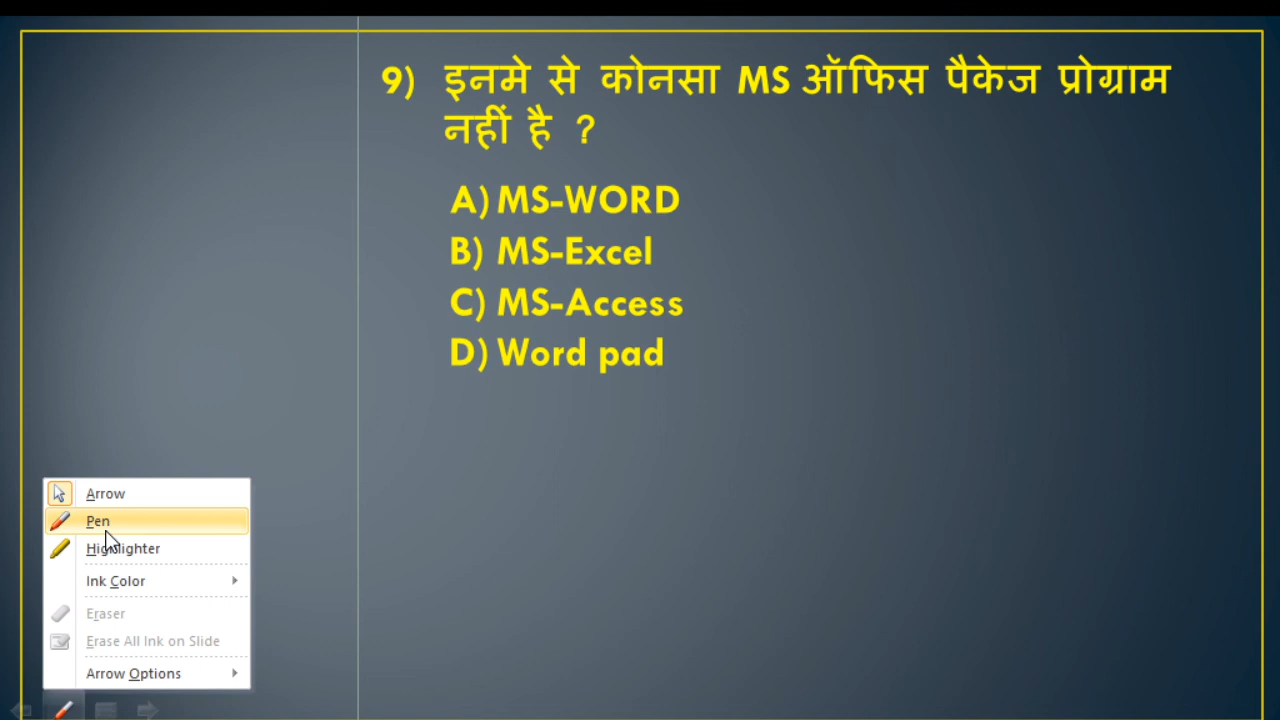 9) इनमे से कोनसा MS ऑफिस पैकेज प्रोग्राम
नहीं है ?
A) MS-WORD
B) MS-Excel
C) MS-Access
D) Word pad
Arrow
Pen
Highlighter
Ink Color
Eraser
Erase All Ink on Slide
Arrow Options